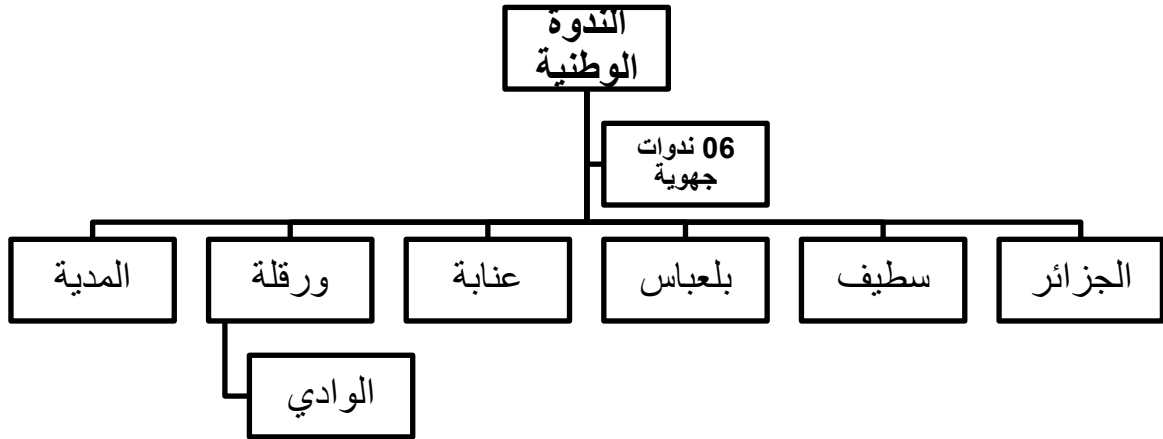 الندوة
الوطنية
06 ندوات
جهوية
الجزائر
سطيف
بلعباس
عنابة
ورقلة
المدية
الوادي